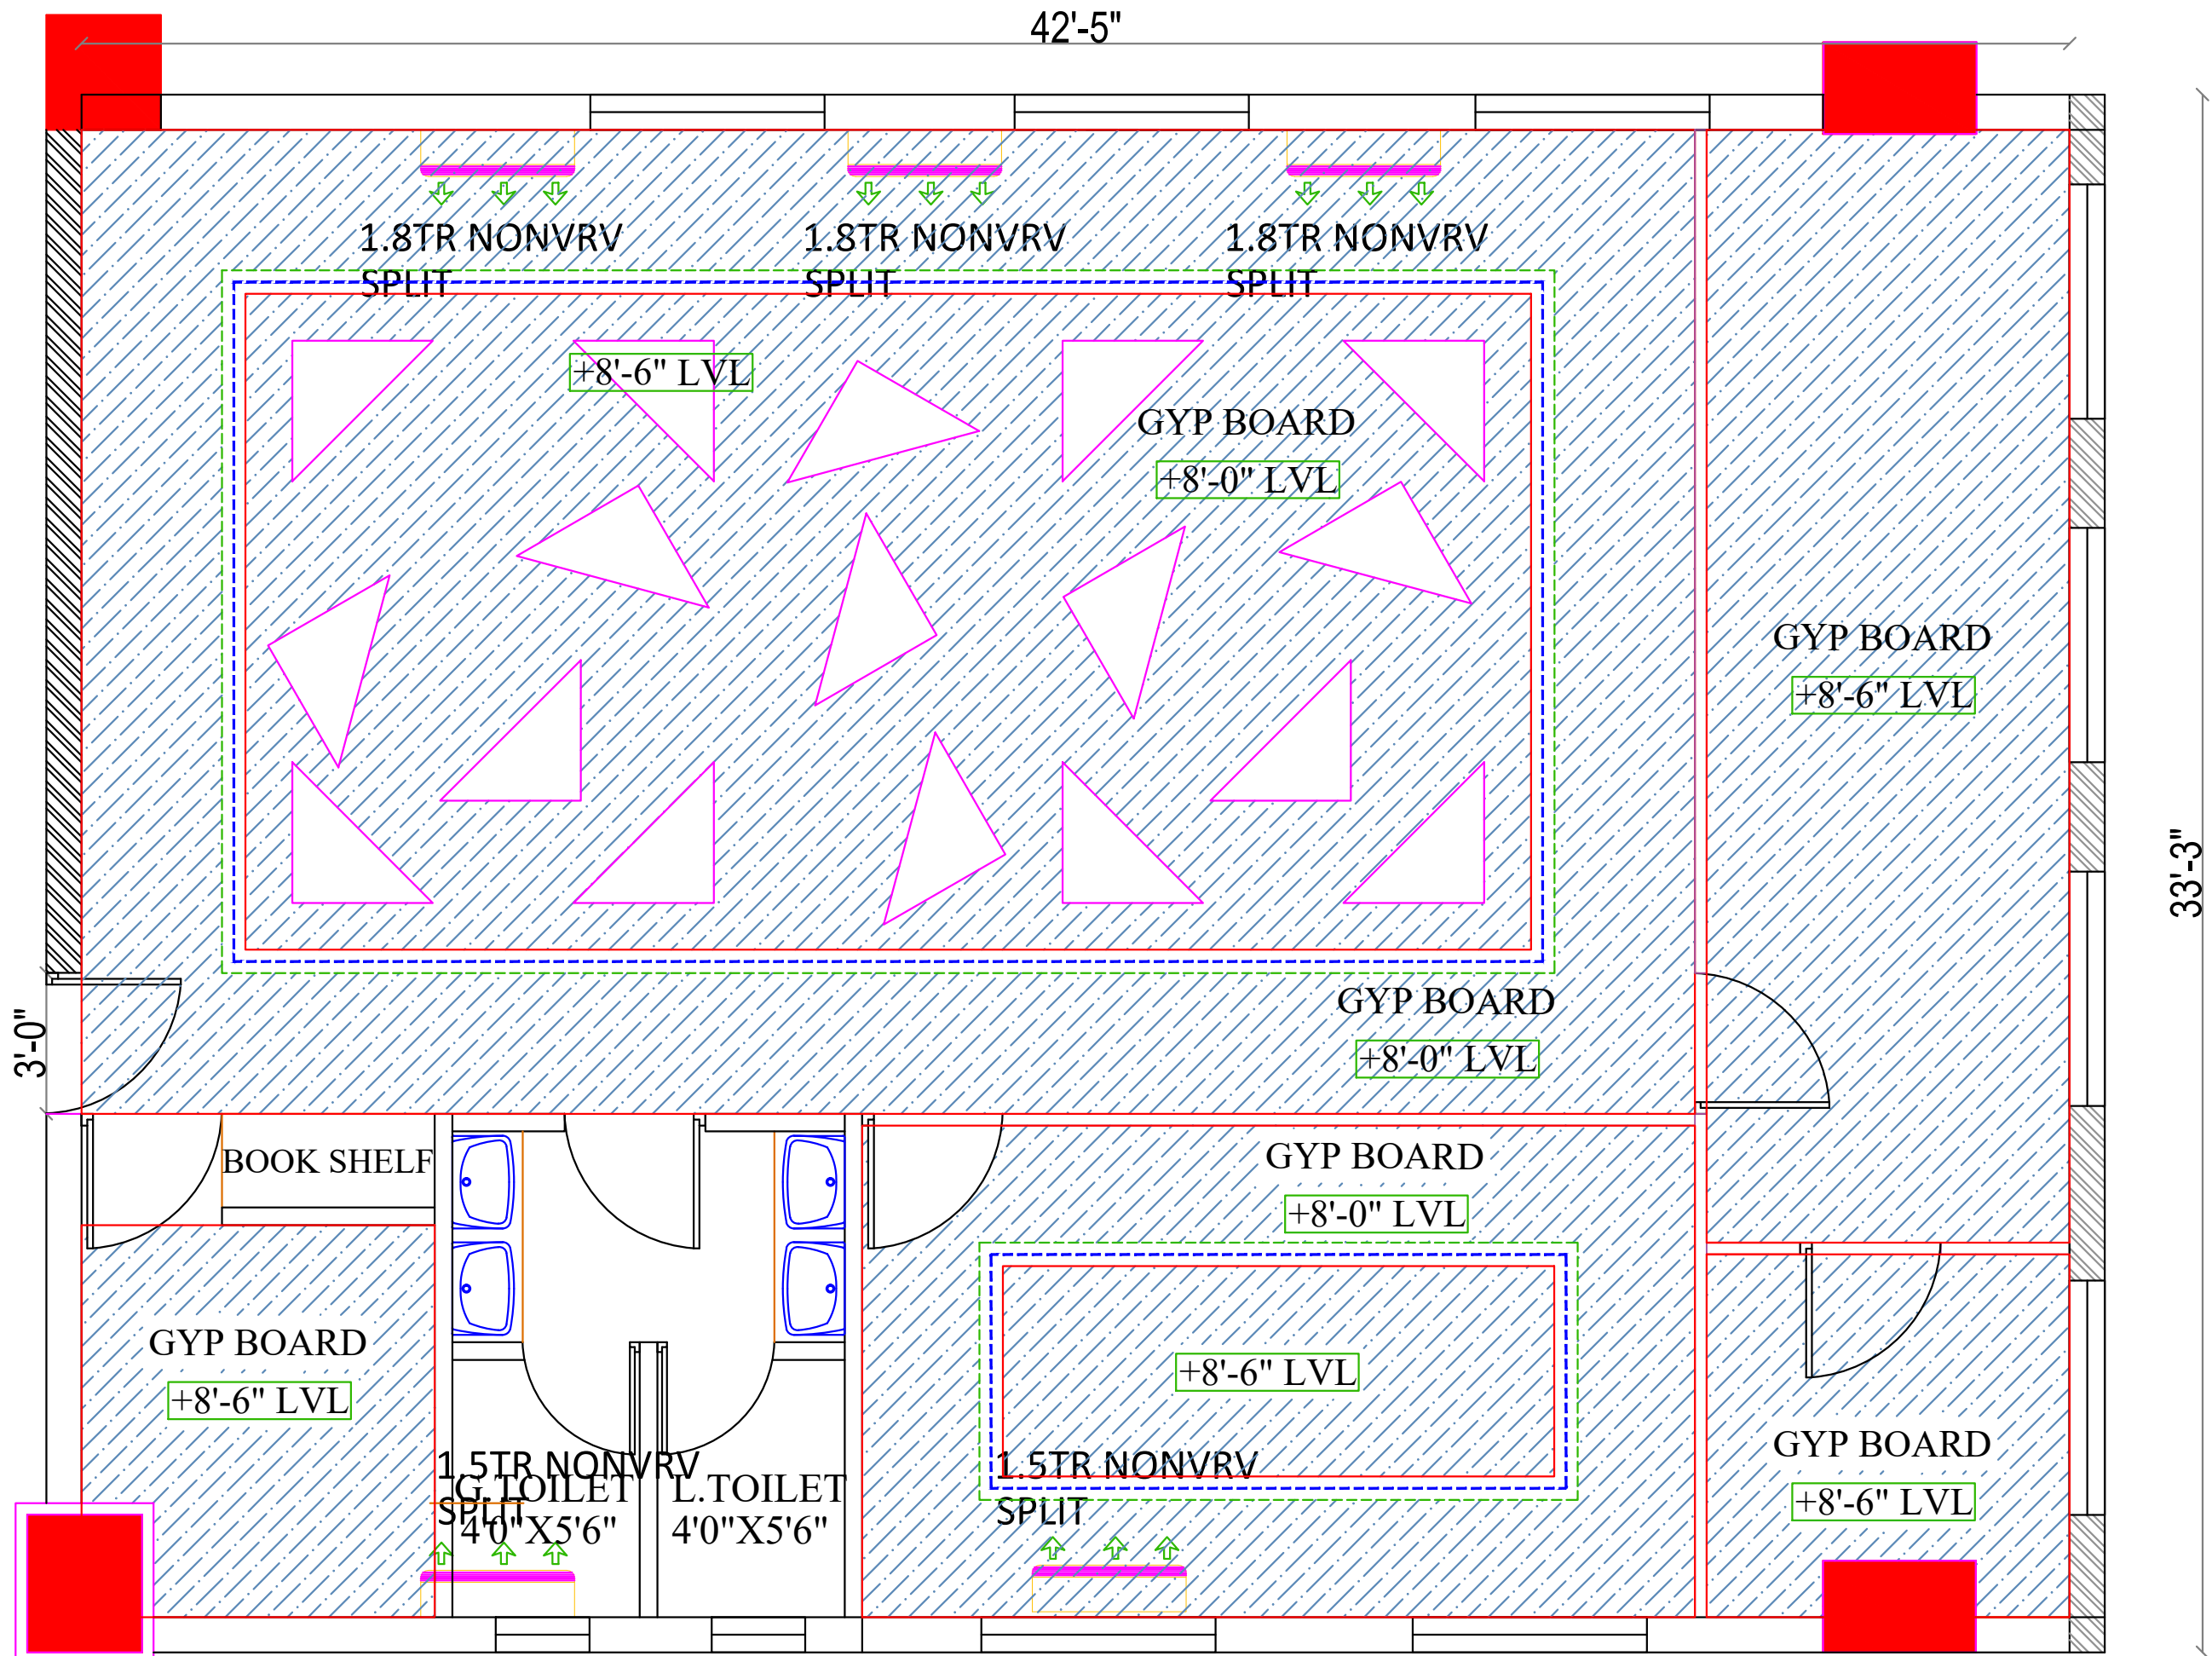 42'-5"
1.8TR NONVRV
SPLIT
1.8TR NONVRV
SPLIT
1.8TR NONVRV
SPLIT
+8'-6" LVL
GYP BOARD
+8'-0" LVL
GYP BOARD
+8'-6" LVL
33'-3"
3'-0"
GYP BOARD
+8'-0" LVL
BOOK SHELF
GYP BOARD
+8'-0" LVL
GYP BOARD
+8'-6" LVL
+8'-6" LVL
1.5TR NONVRV
SPLIT
G.TOILET
4'0"X5'6"
L.TOILET
4'0"X5'6"
1.5TR NONVRV
SPLIT
GYP BOARD
+8'-6" LVL